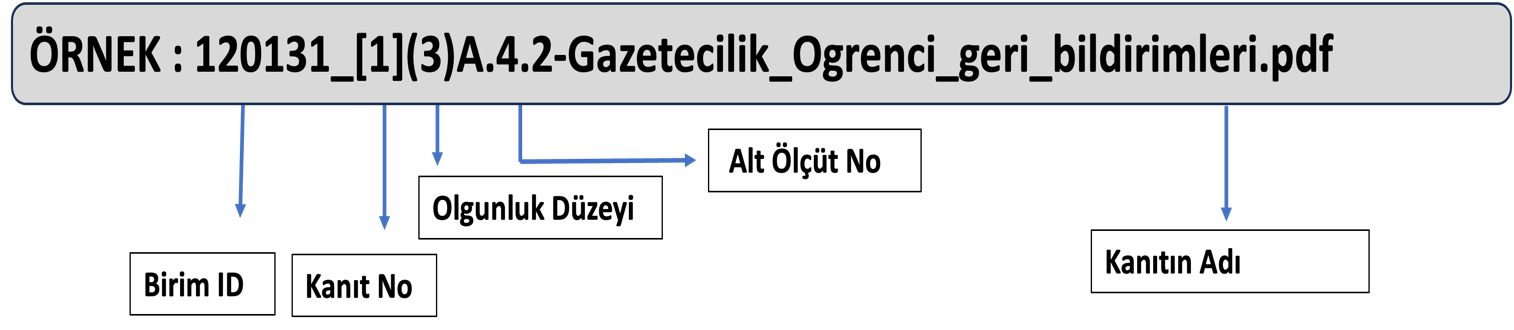 ÖRNEK : 120131_[1](3)A.4.2-Gazetecilik_Ogrenci_geri_bildirimleri.pdf
Alt Ölçüt No
Olgunluk Düzeyi
Kanıtın Adı
Birim ID
Kanıt No